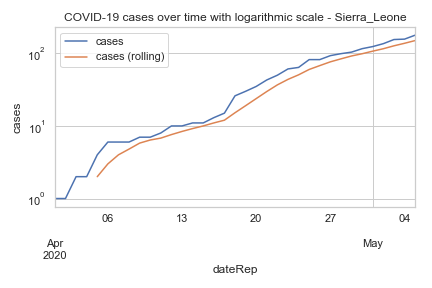 COVID-19 cases over time with logarithmic scale - Sierra_Leone
cases
cases (rolling)
10²
10¹
10⁰
cases
06
13
20
27
04
Apr
2020
May
dateRep